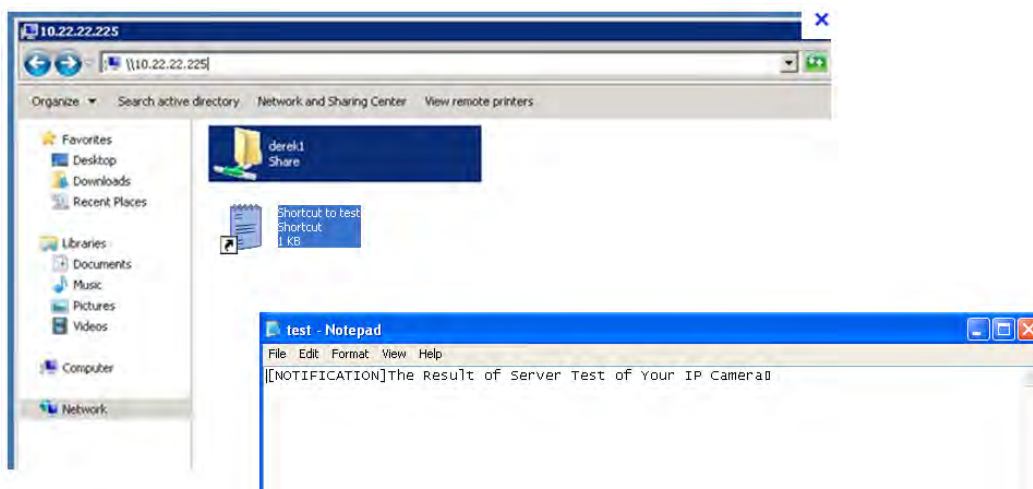 10.22.22.225
\\10.22.22.225
Organize Search active directory Network and Sharing Center View remote printers
Favorites
Desktop
Downloads
Recent Places
Libraries
Documents
Music
Pictures
Videos
Computer
Network
derek1
Share
Shortcut to test
Shortcut
1 KB
test - Notepad
File Edit Format View Help
[NOTIFICATION]The Result of Server Test of Your IP Camera▯